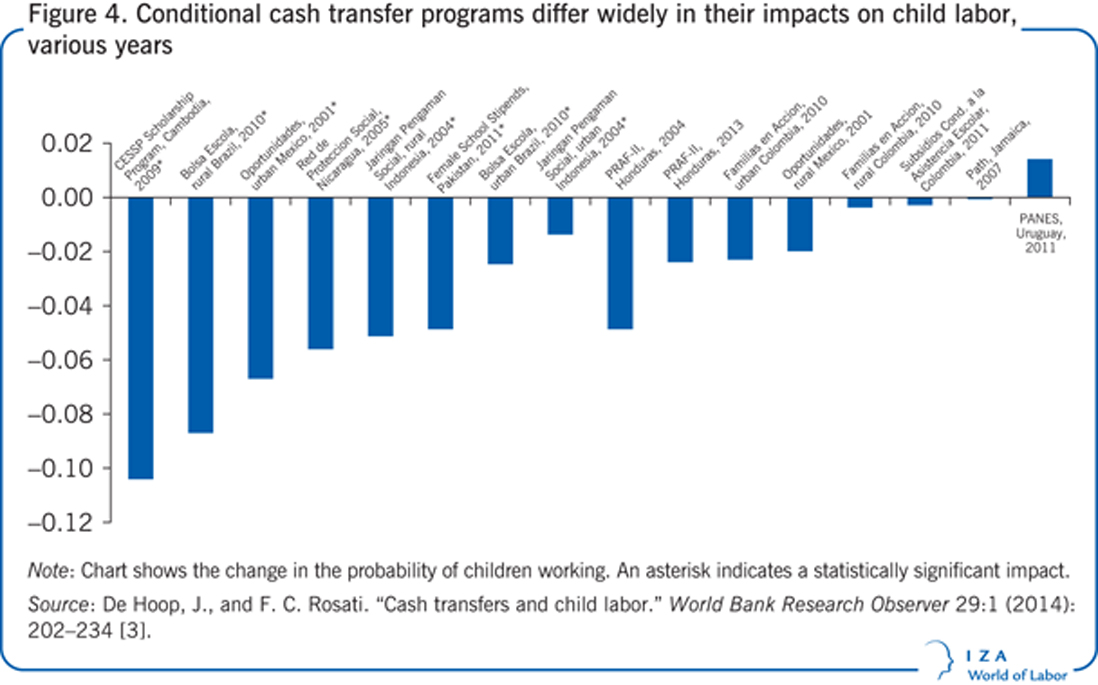 Figure 4. Conditional cash transfer programs differ widely in their impacts on child labor,
various years
CESSP Scholarship
Program, Cambodia,
2009*
Bolsa Escola,
rural Brazil, 2010*
Oportunidades,
urban Mexico, 2001*
Red de
Proteccion Social,
Nicaragua, 2005*
Jaringan Pengaman
Social, rural
Indonesia, 2004*
Female School Stipends,
Pakistan, 2011*
Bolsa Escola,
urban Brazil, 2010*
Jaringan Pengaman
Social, urban
Indonesia, 2004*
PRAF-II,
Honduras, 2004
PRAF-II,
Honduras, 2013
Familias en Accion,
urban Colombia, 2010
Oportunidades,
rural Mexico, 2001
Familias en Accion,
rural Colombia, 2010
Subsidios Cond. a la
Asistencia Escolar,
Colombia, 2011
Path, Jamaica,
2007
PANES,
Uruguay,
2011
0.02
0.00
–0.02
–0.04
–0.06
–0.08
–0.10
–0.12
Note: Chart shows the change in the probability of children working. An asterisk indicates a statistically significant impact.
Source: De Hoop, J., and F. C. Rosati. “Cash transfers and child labor.” World Bank Research Observer 29:1 (2014):
202–234 [3].
I Z A
World of Labor